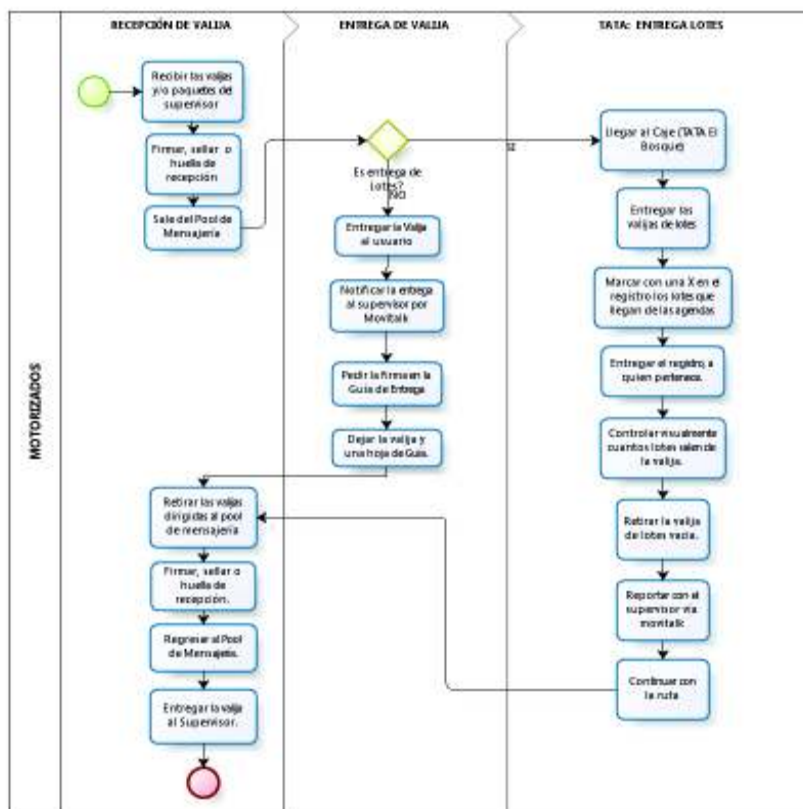 RECEPCIÓN DE VALIJA
ENTREGA DE VALIJA
TATA: ENTREGA LOTES
MOTORIZADOS
Recibir las valijas
y/o paquetes del
supervisor
Firmar, sellar o
huella de
recepción
Sale del Pool de
Mensajería
Es entrega de
Lotes?
NO
SI
Entregar la Valija
al usuario
Notificar la entrega
al supervisor por
Movitalk
Pedir la firma en la
Guía de Entrega
Dejar la valija y
una hoja de Guía.
Llegar al Caje (TATA El
Bosque)
Entregar las
valijas de lotes
Marcar con una X en el
registro los lotes que
llegan de las agendas
Entregar el registro, a
quien pertenece.
Controlar visualmente
cuantos lotes salen de
la valija.
Retirar la valija
de lotes vacía.
Reportar con el
supervisor vía
movitalk
Continuar con
la ruta
Retirar las valijas
dirigidas al pool
de mensajería
Firmar, sellar o
huella de
recepción.
Regresar al Pool
de Mensajería.
Entregar la valija
al Supervisor.